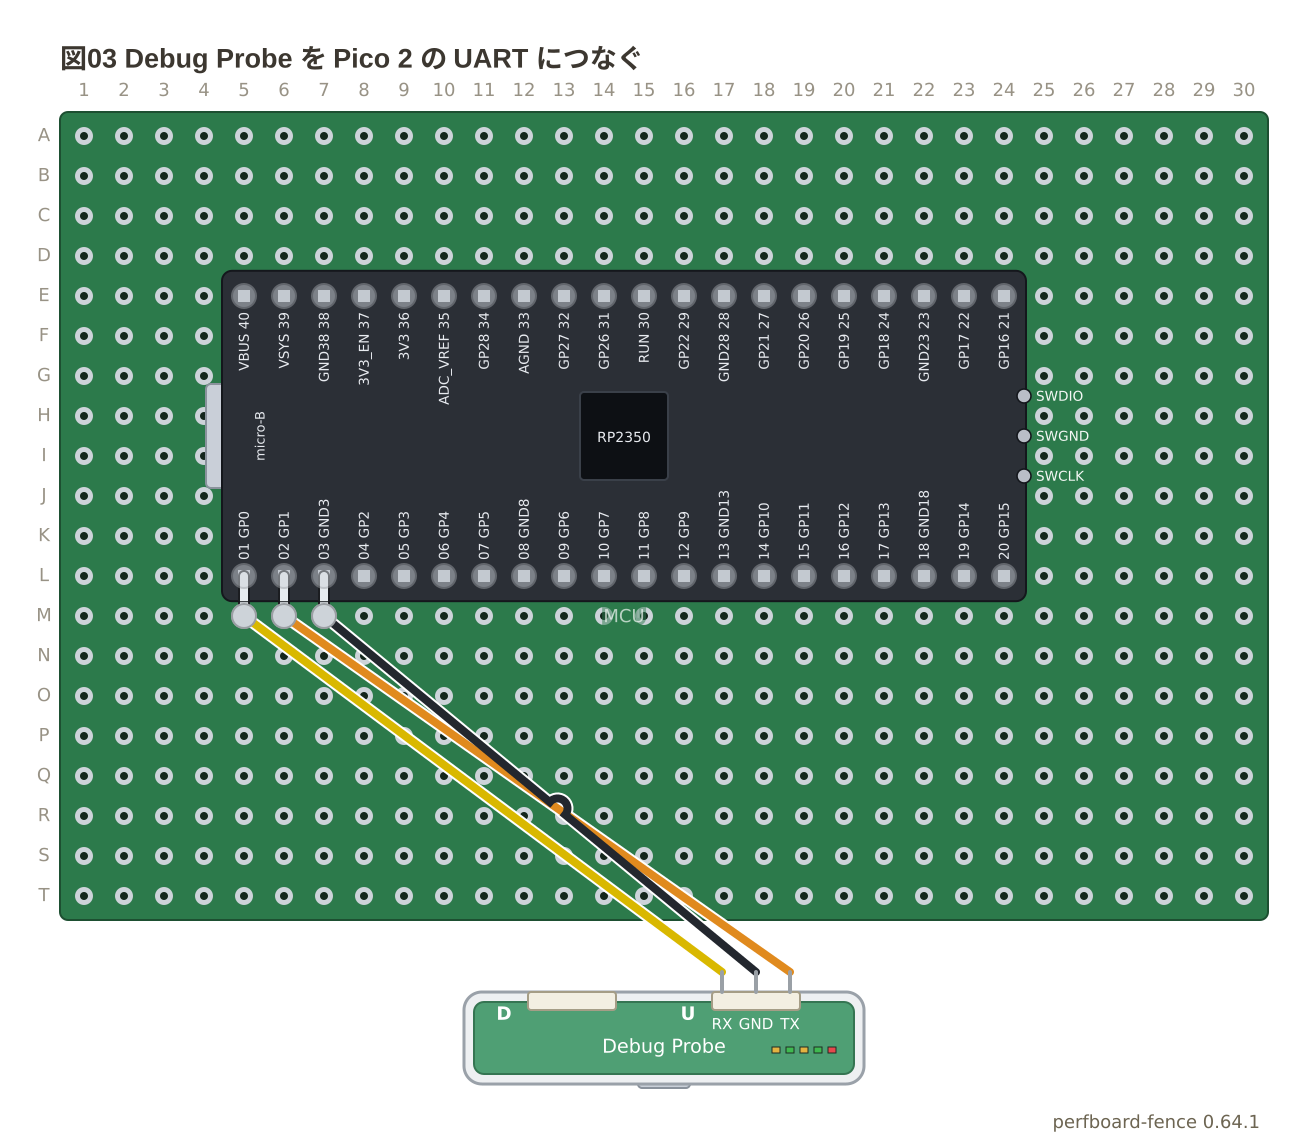 図03 Debug Probe を Pico 2 の UART につなぐ
1 2 3 4 5 6 7 8 9 10 11 12 13 14 15 16 17 18 19 20 21 22 23 24 25 26 27 28 29 30
A
B
C
D
E
VBUS 40 VSYS 39 GND38 38 3V3_EN 37 3V3 36 ADC_VREF 35 GP28 34 AGND 33 GP27 32 GP26 31 RUN 30 GP22 29 GND28 28 GP21 27 GP20 26 GP19 25 GP18 24 GND23 23 GP17 22 GP16 21
F
G
SWDIO
H
micro-B
RP2350
SWGND
I
SWCLK
J
K
01 GP0 02 GP1 03 GND3 04 GP2 05 GP3 06 GP4 07 GP5 08 GND8 09 GP6 10 GP7 11 GP8 12 GP9 13 GND13 14 GP10 15 GP11 16 GP12 17 GP13 18 GND18 19 GP14 20 GP15
L
M
MCU
N
O
P
Q
R
S
T
D U
RX GND TX
Debug Probe
perfboard-fence 0.64.1